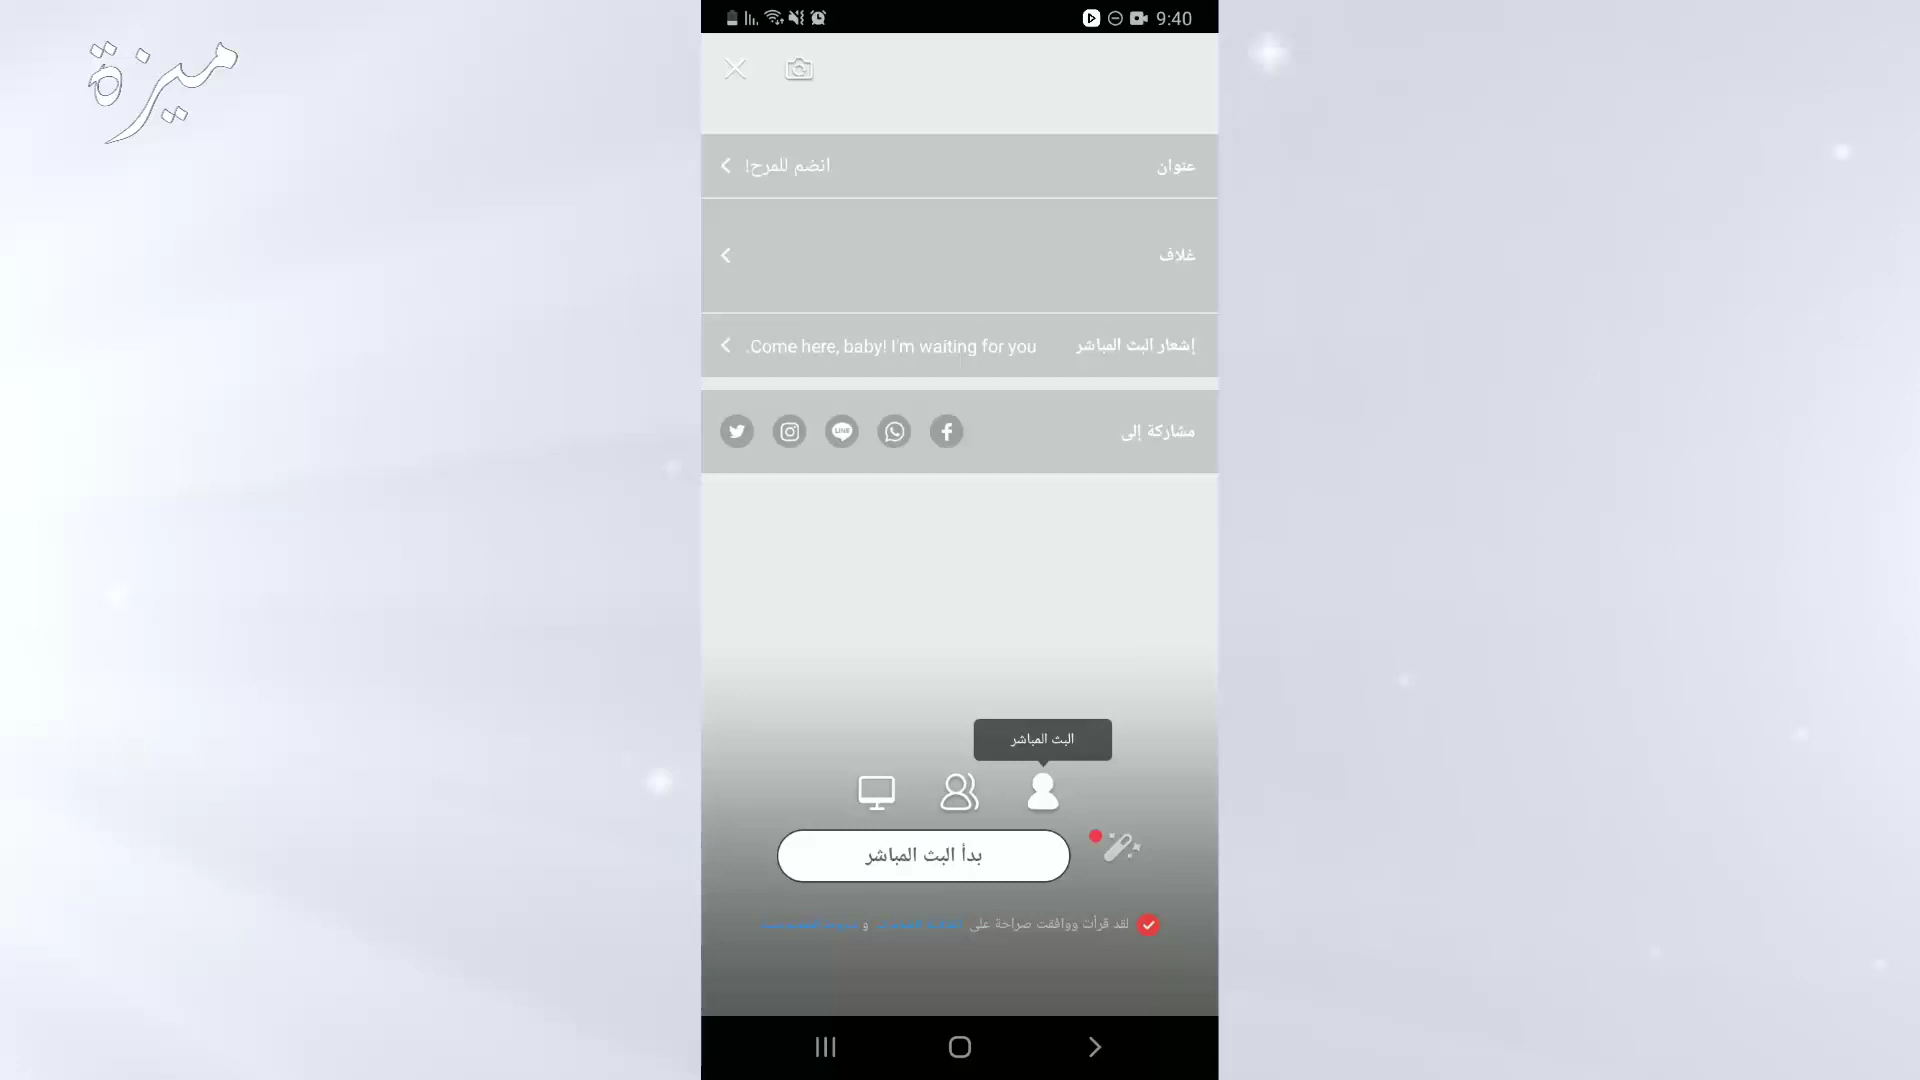 ميزة
9:40
عنوان انضم للمرح!
غلاف
إشعار البث المباشر Come here, baby! I'm waiting for you.
مشاركة إلى
LINE
البث المباشر
بدأ البث المباشر
لقد قرأت ووافقت صراحة على و